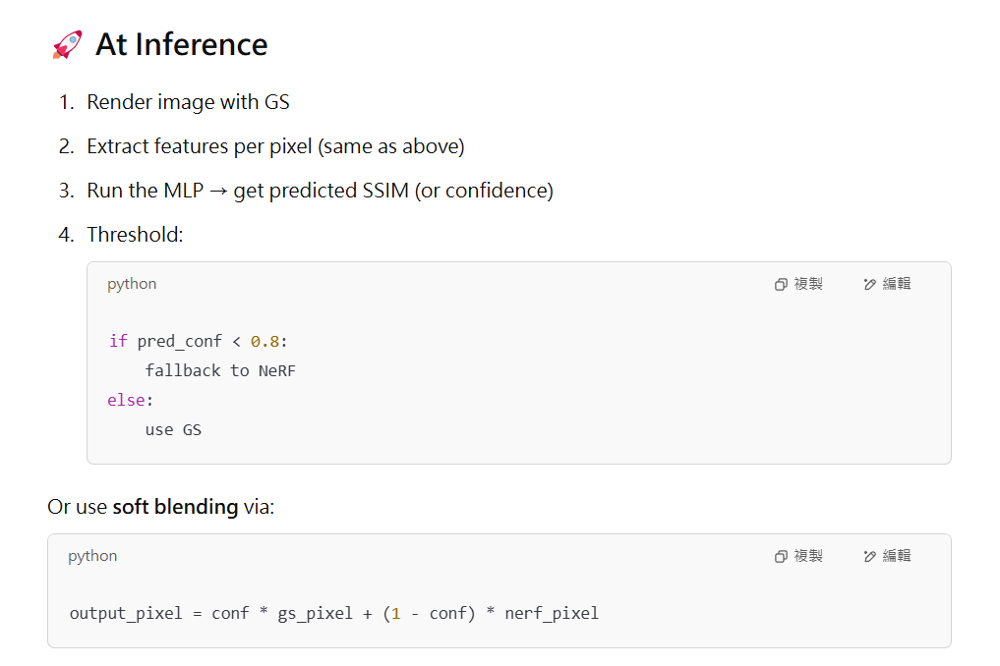 🚀 At Inference
1. Render image with GS
2. Extract features per pixel (same as above)
3. Run the MLP → get predicted SSIM (or confidence)
4. Threshold:
python 複製 編輯
if pred_conf < 0.8:
    fallback to NeRF
else:
    use GS
Or use soft blending via:
python 複製 編輯
output_pixel = conf * gs_pixel + (1 - conf) * nerf_pixel